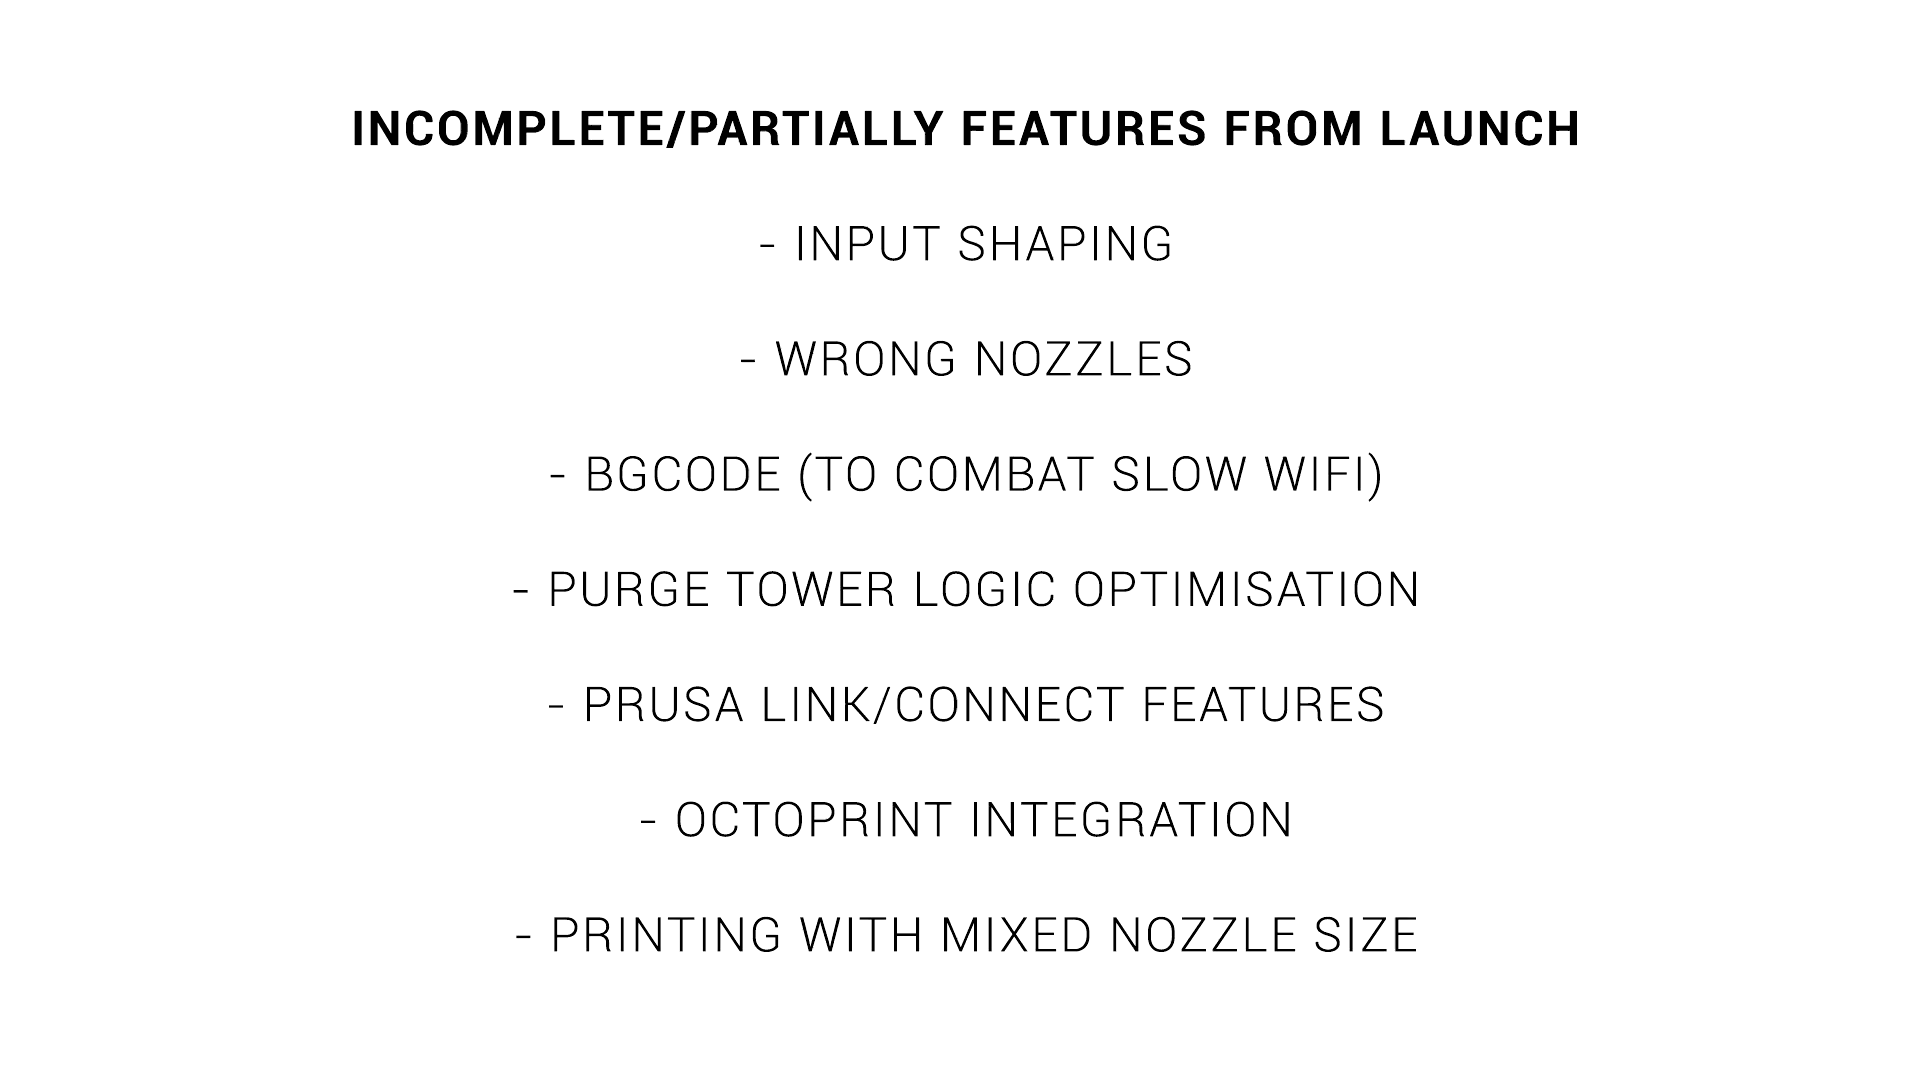 INCOMPLETE/PARTIALLY FEATURES FROM LAUNCH
- INPUT SHAPING
- WRONG NOZZLES
- BGCODE (TO COMBAT SLOW WIFI)
- PURGE TOWER LOGIC OPTIMISATION
- PRUSA LINK/CONNECT FEATURES
- OCTOPRINT INTEGRATION
- PRINTING WITH MIXED NOZZLE SIZE